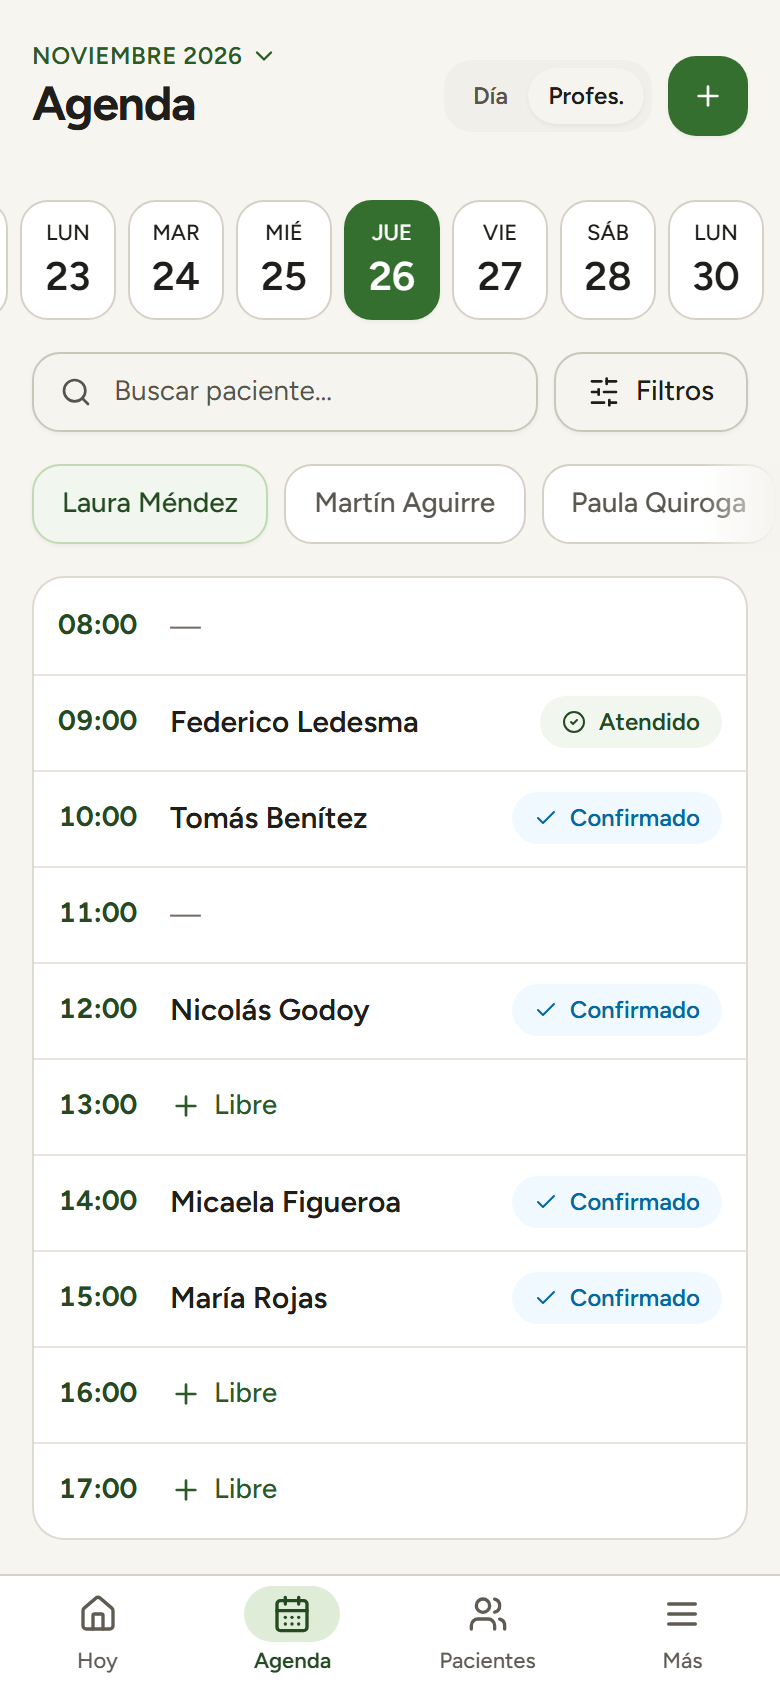 NOVIEMBRE 2026
Agenda
Día Profes.
LUN MAR MIÉ JUE VIE SÁB LUN
23 24 25 26 27 28 30
Buscar paciente... Filtros
Laura Méndez Martín Aguirre Paula Quiroga
08:00 —
09:00 Federico Ledesma Atendido
10:00 Tomás Benítez Confirmado
11:00 —
12:00 Nicolás Godoy Confirmado
13:00 + Libre
14:00 Micaela Figueroa Confirmado
15:00 María Rojas Confirmado
16:00 + Libre
17:00 + Libre
Hoy Agenda Pacientes Más